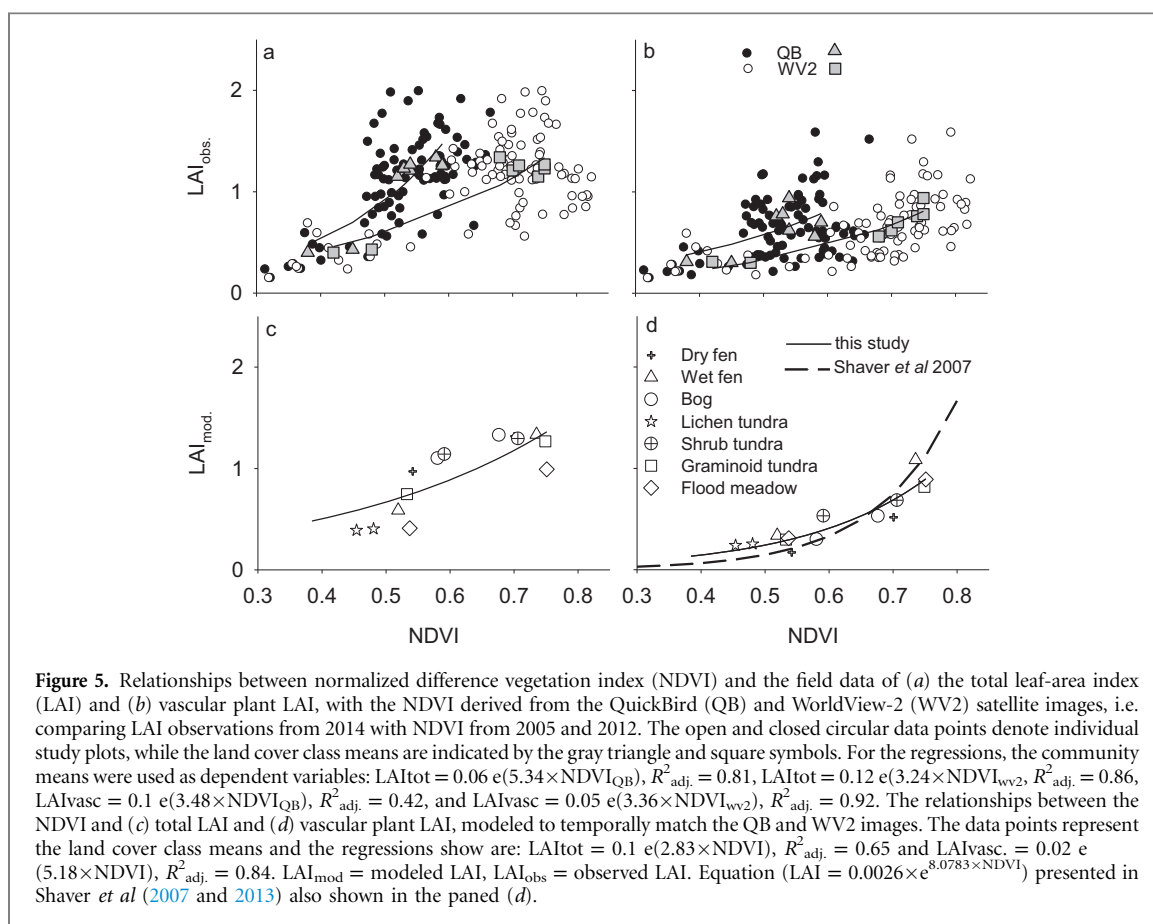 a
b
QB
WV2
2
1
0
LAIobs.
c
d
this study
Shaver et al 2007
Dry fen
Wet fen
Bog
Lichen tundra
Shrub tundra
Graminoid tundra
Flood meadow
2
1
0
LAImod.
0.3 0.4 0.5 0.6 0.7 0.8 0.3 0.4 0.5 0.6 0.7 0.8
NDVI NDVI
Figure 5. Relationships between normalized difference vegetation index (NDVI) and the field data of (a) the total leaf-area index
(LAI) and (b) vascular plant LAI, with the NDVI derived from the QuickBird (QB) and WorldView-2 (WV2) satellite images, i.e.
comparing LAI observations from 2014 with NDVI from 2005 and 2012. The open and closed circular data points denote individual
study plots, while the land cover class means are indicated by the gray triangle and square symbols. For the regressions, the community
means were used as dependent variables: LAItot = 0.06 e(5.34×NDVIQB), R²adj. = 0.81, LAItot = 0.12 e(3.24×NDVIwv2, R²adj. = 0.86,
LAIvasc = 0.1 e(3.48×NDVIQB), R²adj. = 0.42, and LAIvasc = 0.05 e(3.36×NDVIwv2), R²adj. = 0.92. The relationships between the
NDVI and (c) total LAI and (d) vascular plant LAI, modeled to temporally match the QB and WV2 images. The data points represent
the land cover class means and the regressions show are: LAItot = 0.1 e(2.83×NDVI), R²adj. = 0.65 and LAIvasc. = 0.02 e
(5.18×NDVI), R²adj. = 0.84. LAImod = modeled LAI, LAIobs = observed LAI. Equation (LAI = 0.0026×e8.0783×NDVI) presented in
Shaver et al (2007 and 2013) also shown in the paned (d).